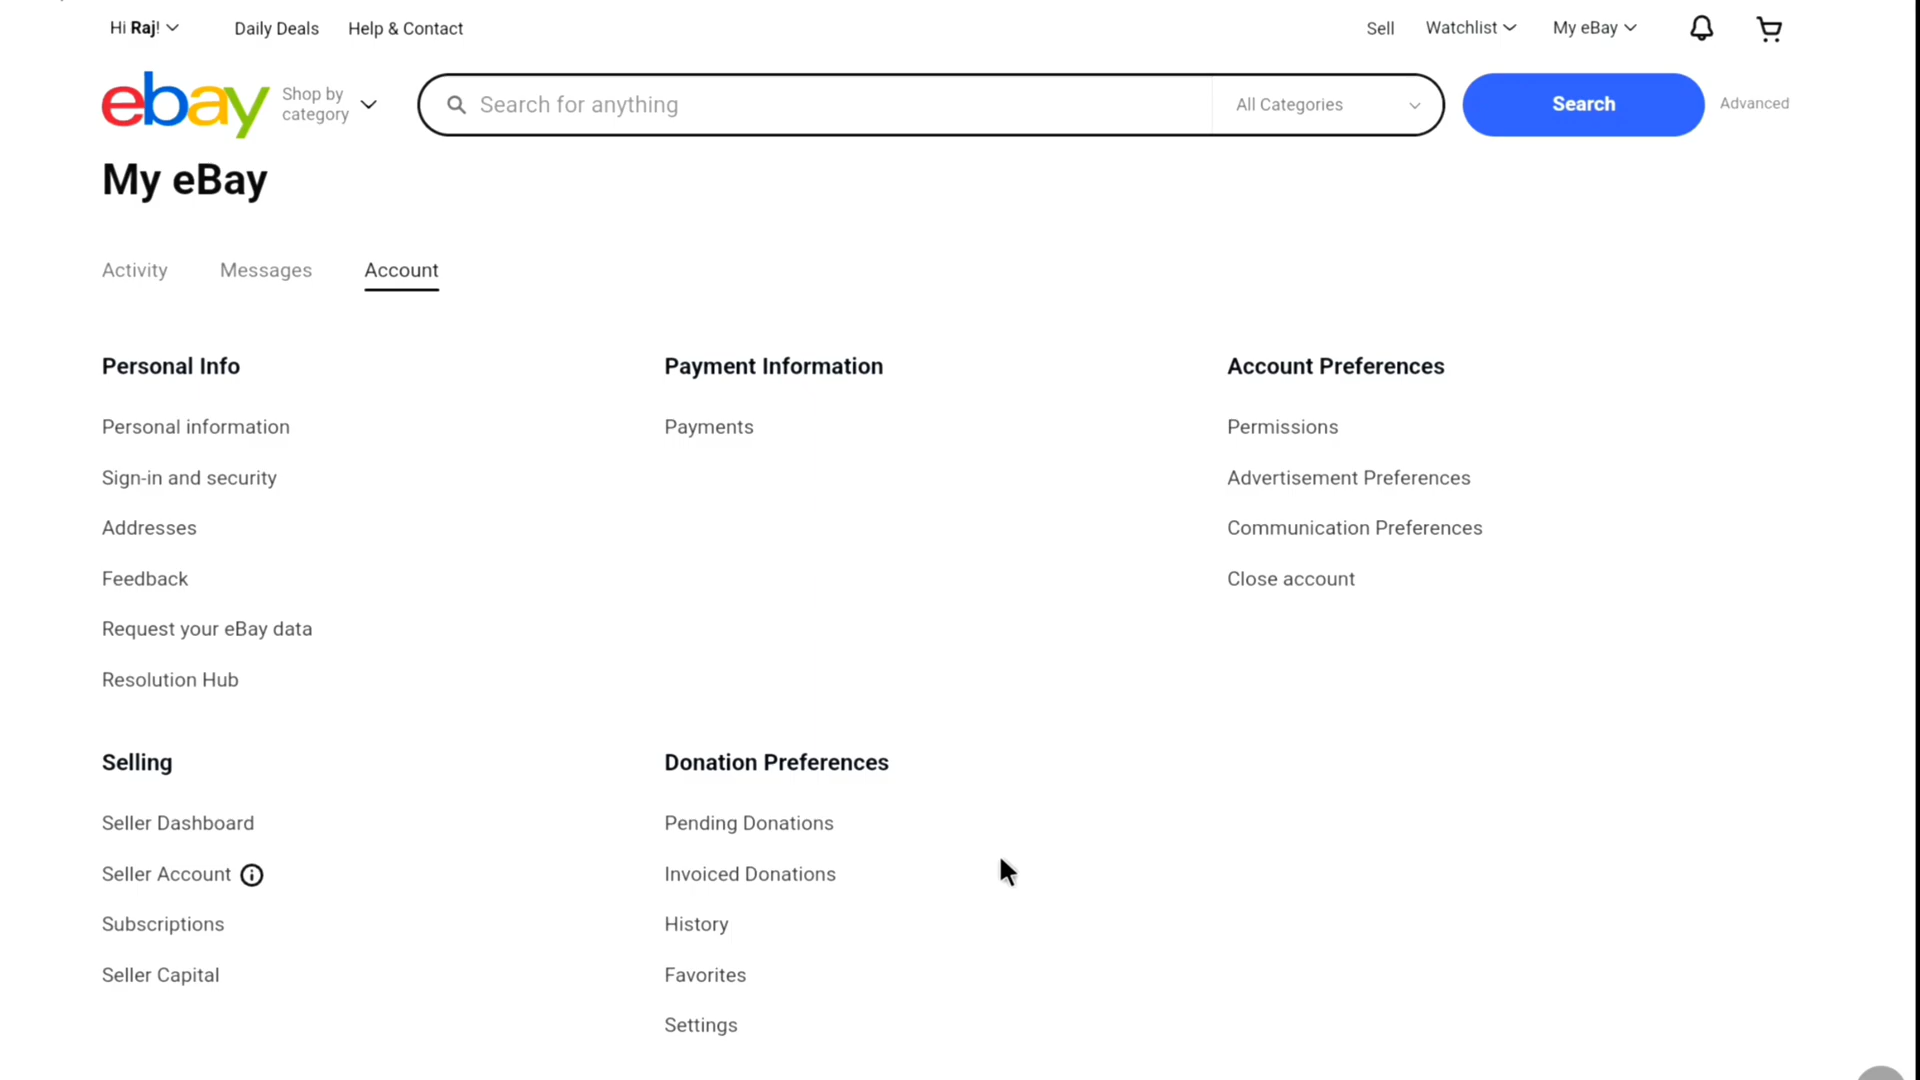 Hi Raj! Daily Deals Help & Contact Sell Watchlist My eBay
ebay Shop by category Search for anything All Categories Search Advanced
My eBay
Activity Messages Account
Personal Info
Personal information
Sign-in and security
Addresses
Feedback
Request your eBay data
Resolution Hub
Payment Information
Payments
Account Preferences
Permissions
Advertisement Preferences
Communication Preferences
Close account
Selling
Seller Dashboard
Seller Account
Subscriptions
Seller Capital
Donation Preferences
Pending Donations
Invoiced Donations
History
Favorites
Settings